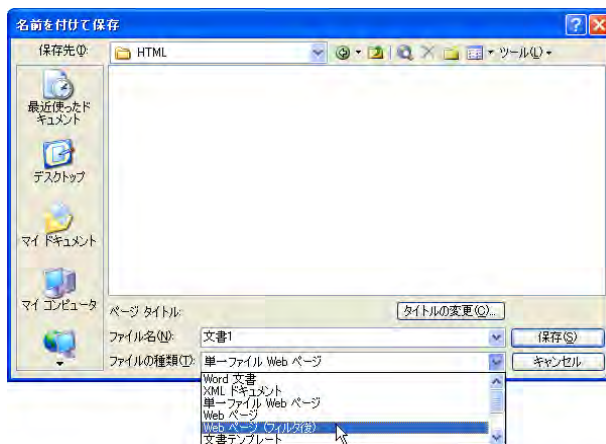 名前を付けて保存
保存先(I):
HTML
ツール(L)
最近使ったド
キュメント
デスクトップ
マイ ドキュメント
マイ コンピュータ
ページ タイトル:
タイトルの変更(C)...
ファイル名(N):
文書1
保存(S)
ファイルの種類(T):
単一ファイル Web ページ
キャンセル
Word 文書
XML ドキュメント
単一ファイル Web ページ
Web ページ
Web ページ (フィルタ後)
文書テンプレート